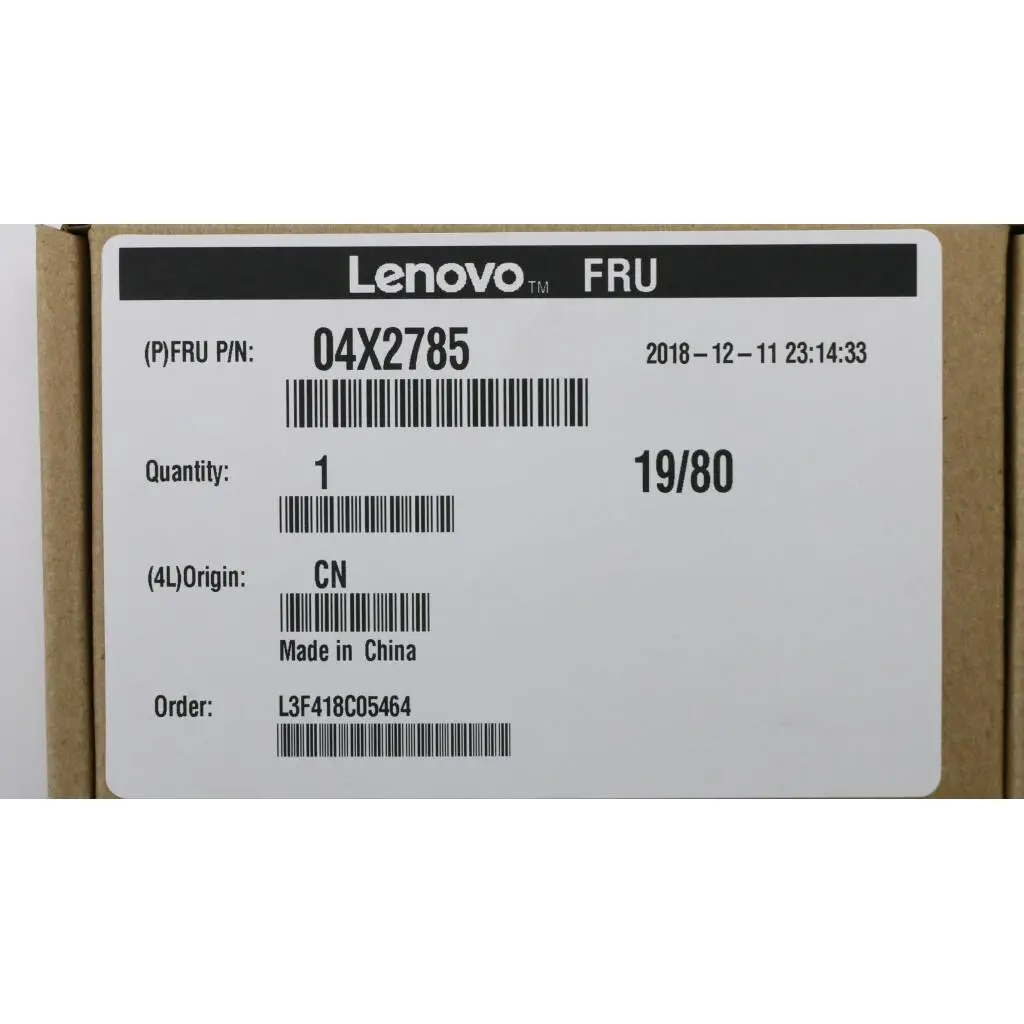 Lenovo™ FRU
(P)FRU P/N: 04X2785 2018-12-11 23:14:33
Quantity: 1 19/80
(4L)Origin: CN
Made in China
Order: L3F418C05464